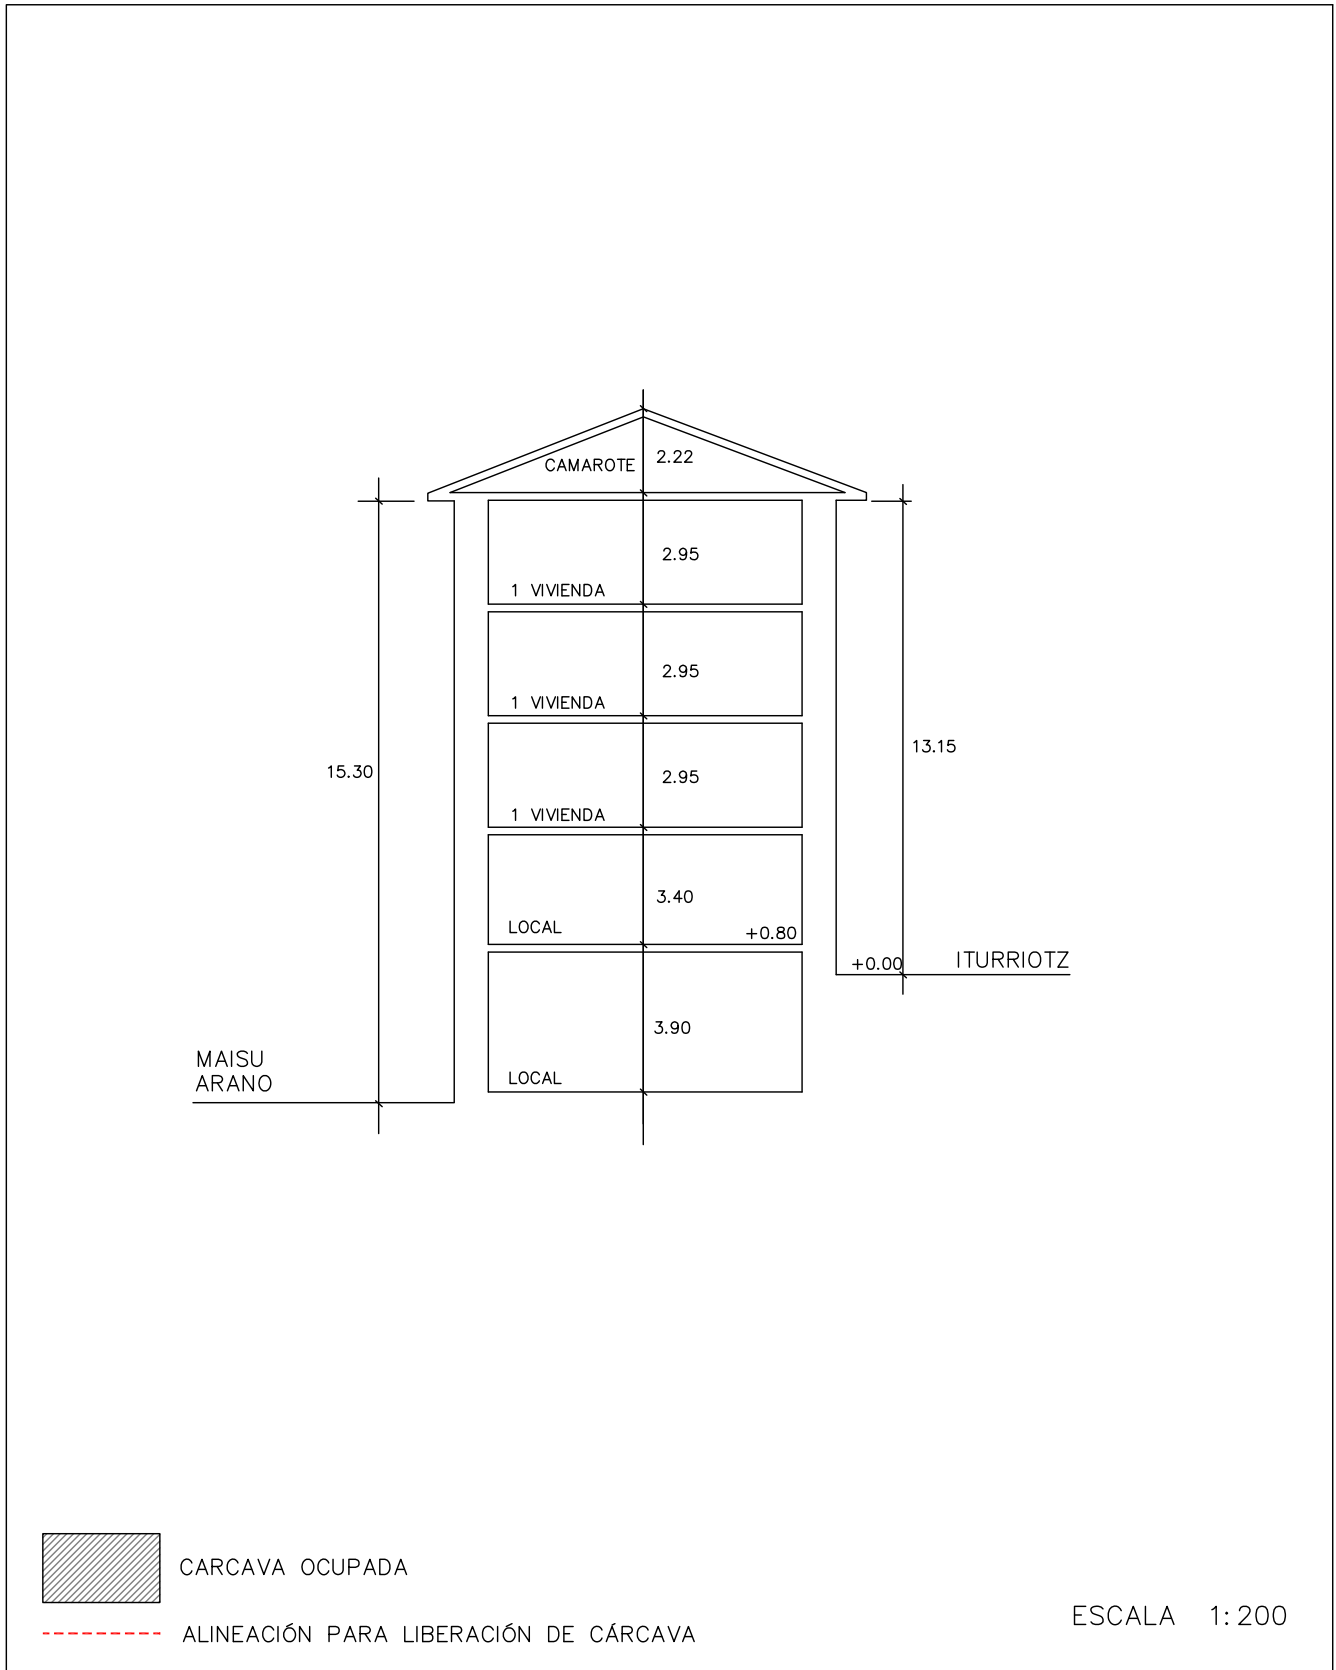 CAMAROTE 2.22
2.95
1 VIVIENDA
2.95
1 VIVIENDA
13.15
15.30
2.95
1 VIVIENDA
3.40
LOCAL
+0.80
+0.00
ITURRIOTZ
3.90
MAISU
ARANO
LOCAL
CARCAVA OCUPADA
ALINEACIÓN PARA LIBERACIÓN DE CÁRCAVA
ESCALA 1:200